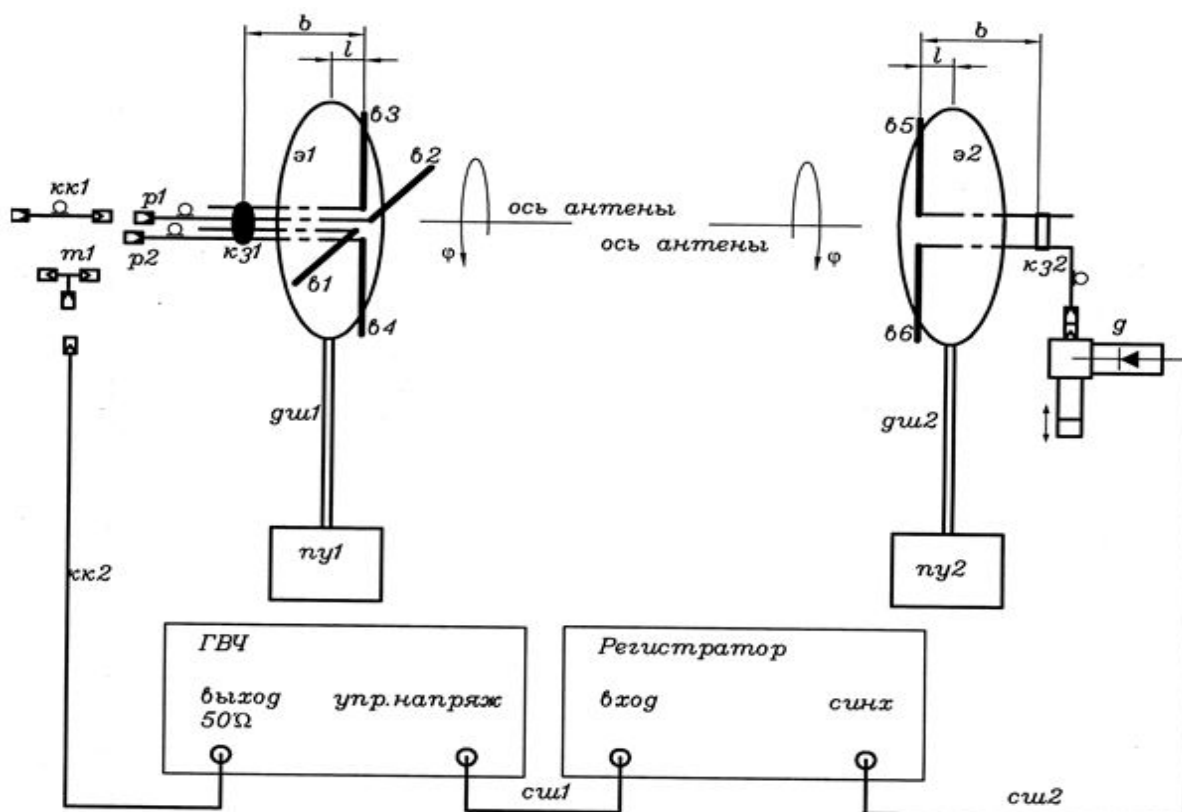 b
l
b
l
в3
в5
э1
в2
э2
кк1
р1
ось антены
ось антены
р2
кз1
φ
φ
кз2
т1
в1
в4
в6
g
дш1
дш2
пу1
пу2
кк2
ГВЧ
Регистратор
выход
50Ω
упр.напряж
вход
синх
сш1
сш2